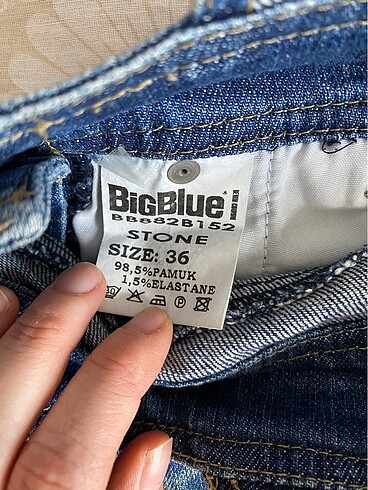 BigBlue
BB882B152
STONE
SIZE: 36
98,5%PAMUK
1,5%ELASTANE
P